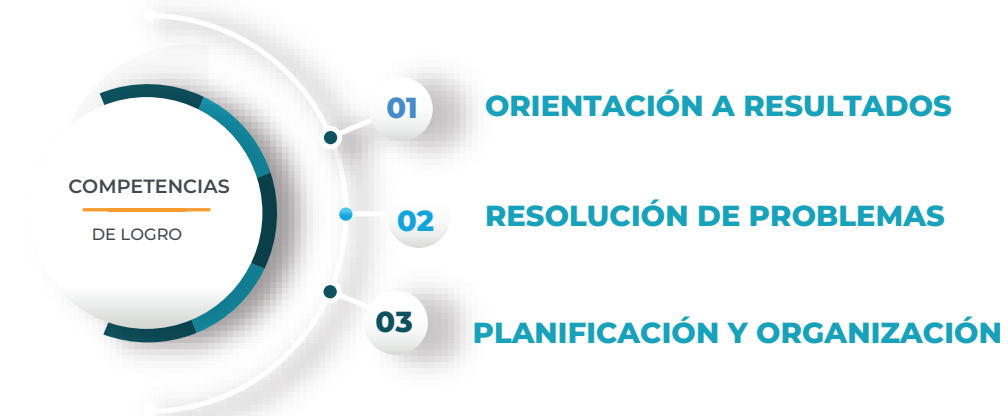 COMPETENCIAS
DE LOGRO
01 ORIENTACIÓN A RESULTADOS
02 RESOLUCIÓN DE PROBLEMAS
03 PLANIFICACIÓN Y ORGANIZACIÓN